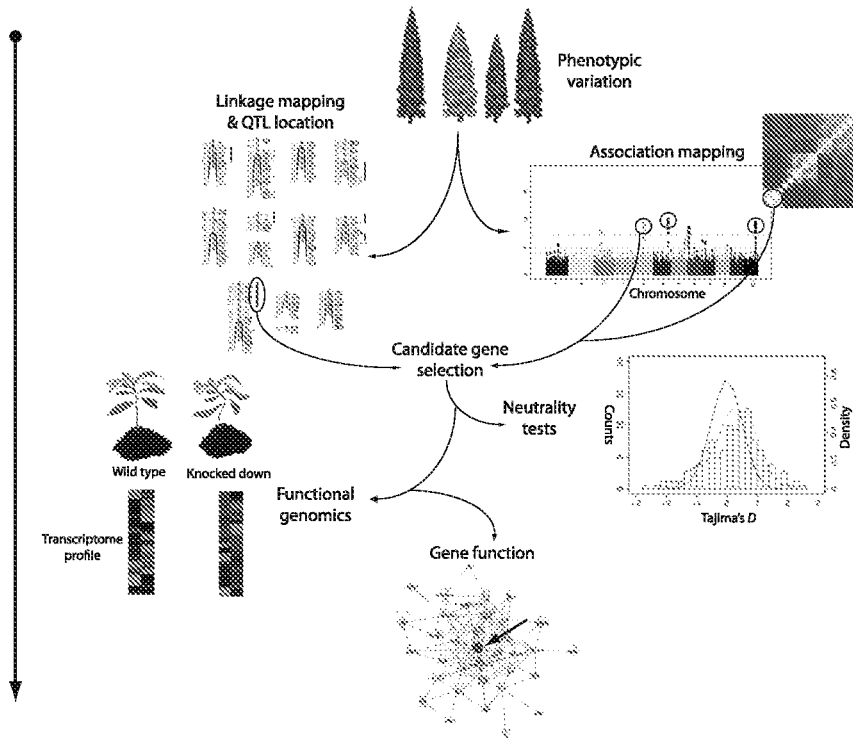 Phenotypic
variation
Linkage mapping
& QTL location
Association mapping
Chromosome
Candidate gene
selection
Neutrality
tests
Counts
Density
Tajima's D
Wild type
Knocked down
Functional
genomics
Transcriptome
profile
Gene function